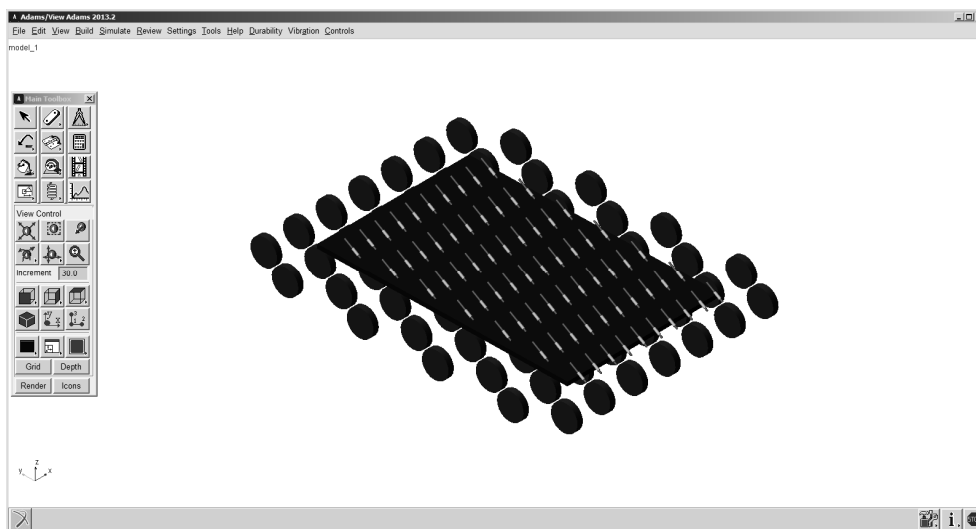 Adams/View Adams 2013.2
File Edit View Build Simulate Review Settings Tools Help Durability Vibration Controls
model_1
Main Toolbox
View Control
Increment 30.0
Grid Depth
Render Icons
z
y x